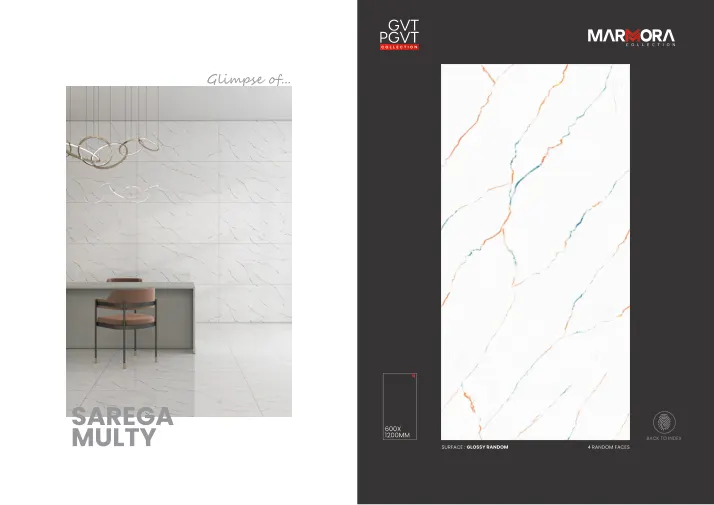 Glimpse of...
SAREGA
MULTY
GVT
PGVT
COLLECTION
MARMORA
COLLECTION
600X
1200MM
SURFACE : GLOSSY RANDOM
4 RANDOM FACES
BACK TO INDEX